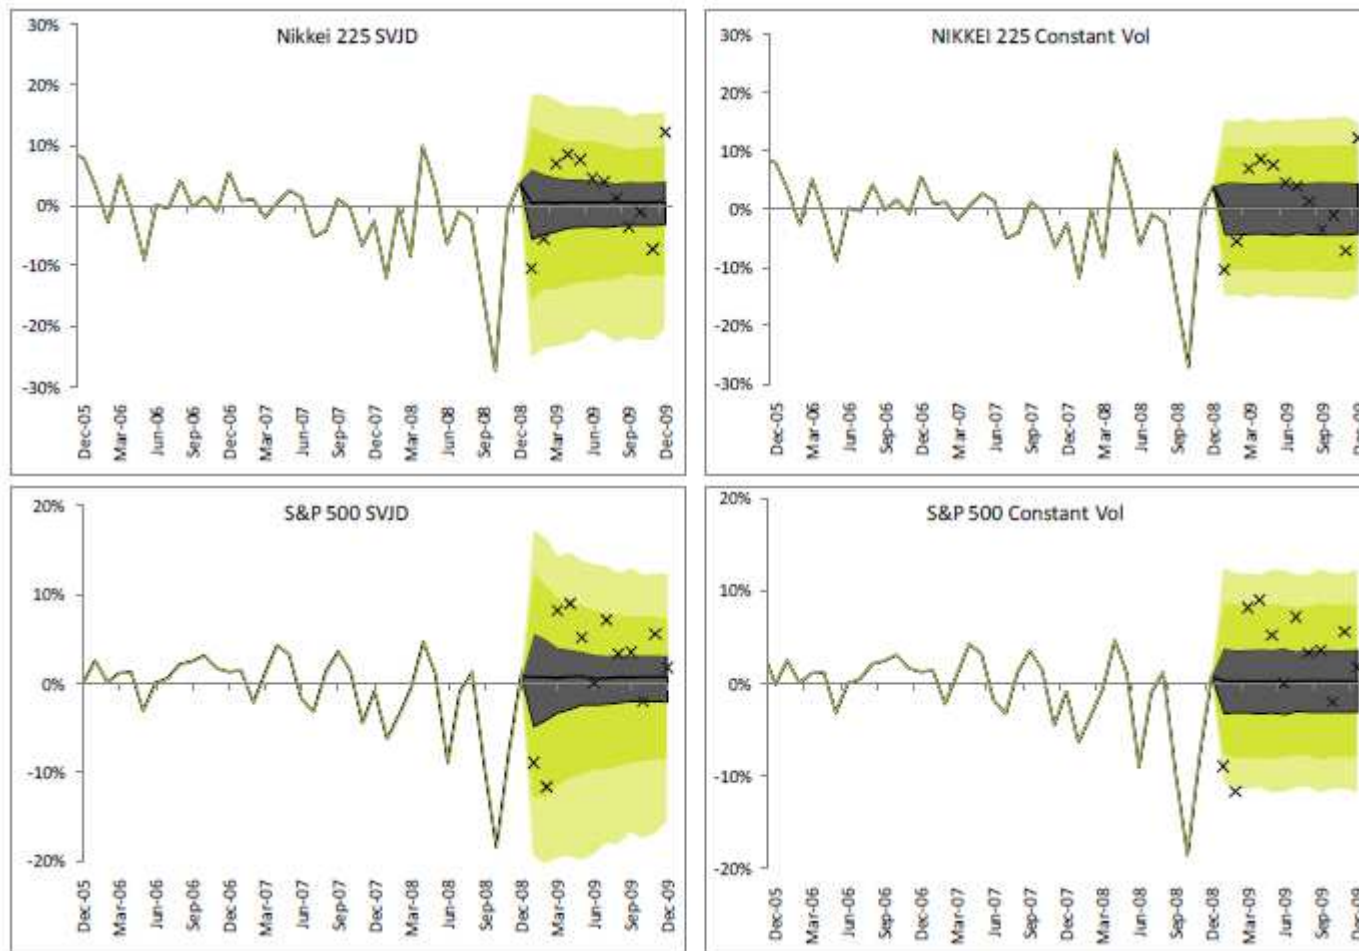 Nikkei 225 SVJD
30%
20%
10%
0%
-10%
-20%
-30%
Dec-05
Mar-06
Jun-06
Sep-06
Dec-06
Mar-07
Jun-07
Sep-07
Dec-07
Mar-08
Jun-08
Sep-08
Dec-08
Mar-09
Jun-09
Sep-09
Dec-09
NIKKEI 225 Constant Vol
30%
20%
10%
0%
-10%
-20%
-30%
Dec-05
Mar-06
Jun-06
Sep-06
Dec-06
Mar-07
Jun-07
Sep-07
Dec-07
Mar-08
Jun-08
Sep-08
Dec-08
Mar-09
Jun-09
Sep-09
S&P 500 SVJD
20%
10%
0%
-10%
-20%
Dec-05
Mar-06
Jun-06
Sep-06
Dec-06
Mar-07
Jun-07
Sep-07
Dec-07
Mar-08
Jun-08
Sep-08
Dec-08
Mar-09
Jun-09
Sep-09
Dec-09
S&P 500 Constant Vol
20%
10%
0%
-10%
-20%
Dec-05
Mar-06
Jun-06
Sep-06
Dec-06
Mar-07
Jun-07
Sep-07
Dec-07
Mar-08
Jun-08
Sep-08
Dec-08
Mar-09
Jun-09
Sep-09